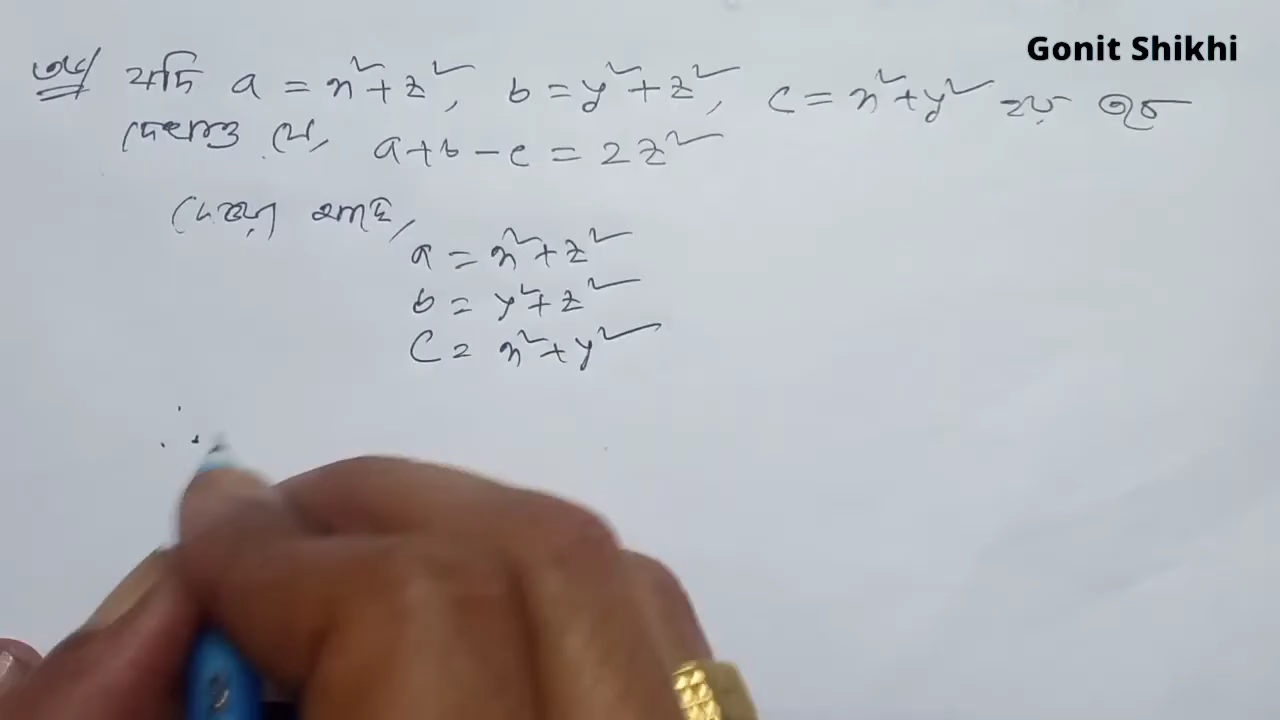 Gonit Shikhi
৩৮/ যদি a = x² + z², b = y² + z², c = x² + y² হয় তবে
দেখাও যে, a + b - c = 2z²
দেওয়া আছে,
a = x² + z²
b = y² + z²
c = x² + y²
∴